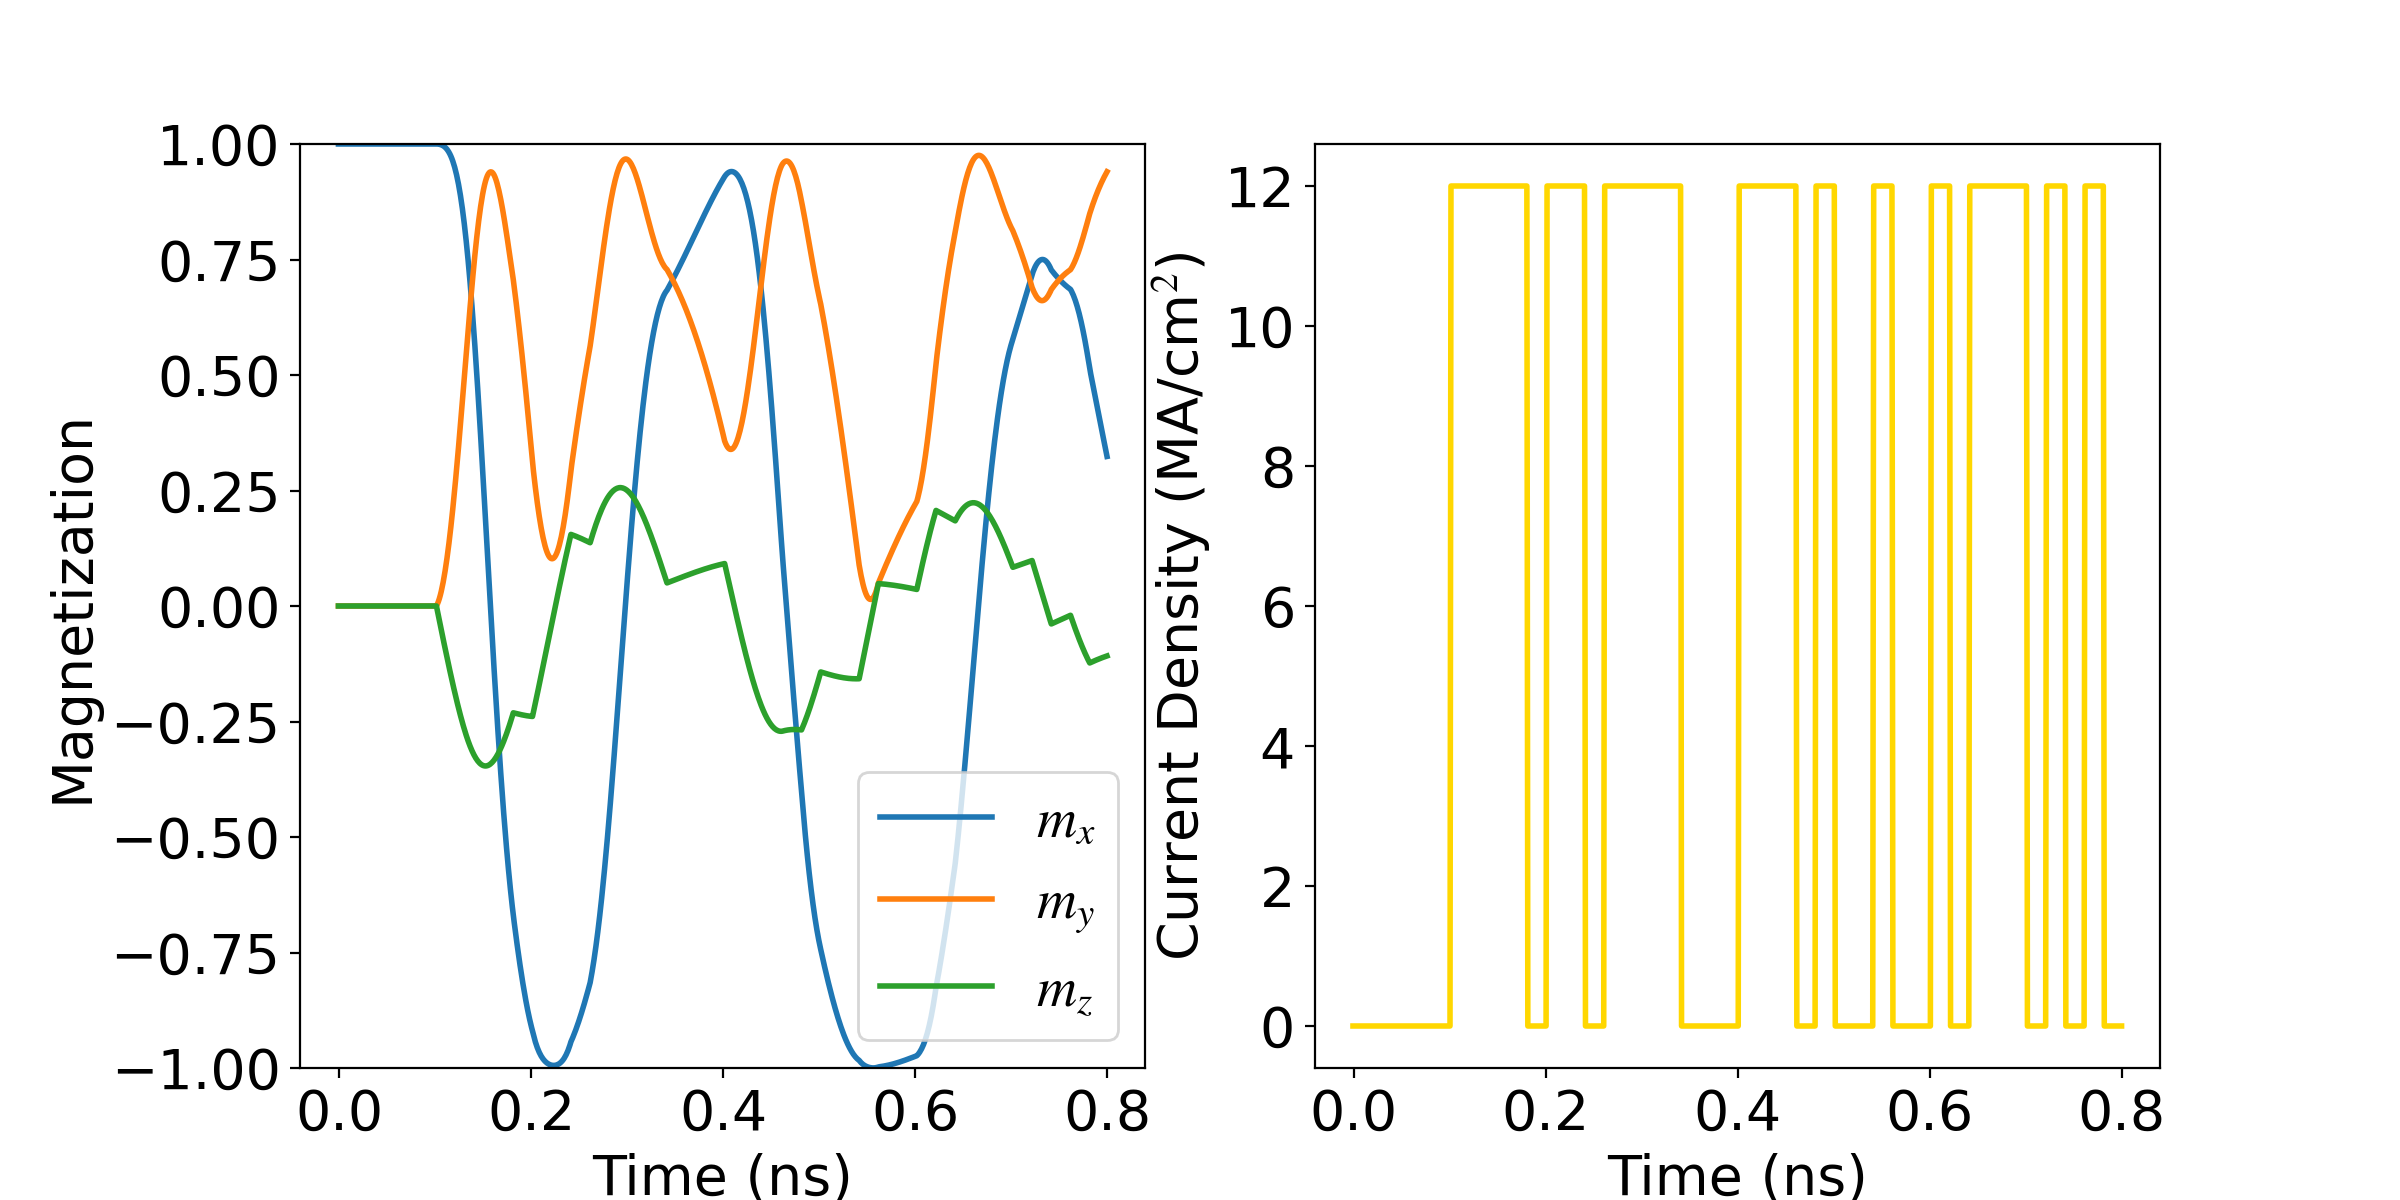 Magnetization
1.00
0.75
0.50
0.25
0.00
−0.25
−0.50
−0.75
−1.00
0.0 0.2 0.4 0.6 0.8
Time (ns)
m_x
m_y
m_z
Current Density (MA/cm²)
12
10
8
6
4
2
0
0.0 0.2 0.4 0.6 0.8
Time (ns)